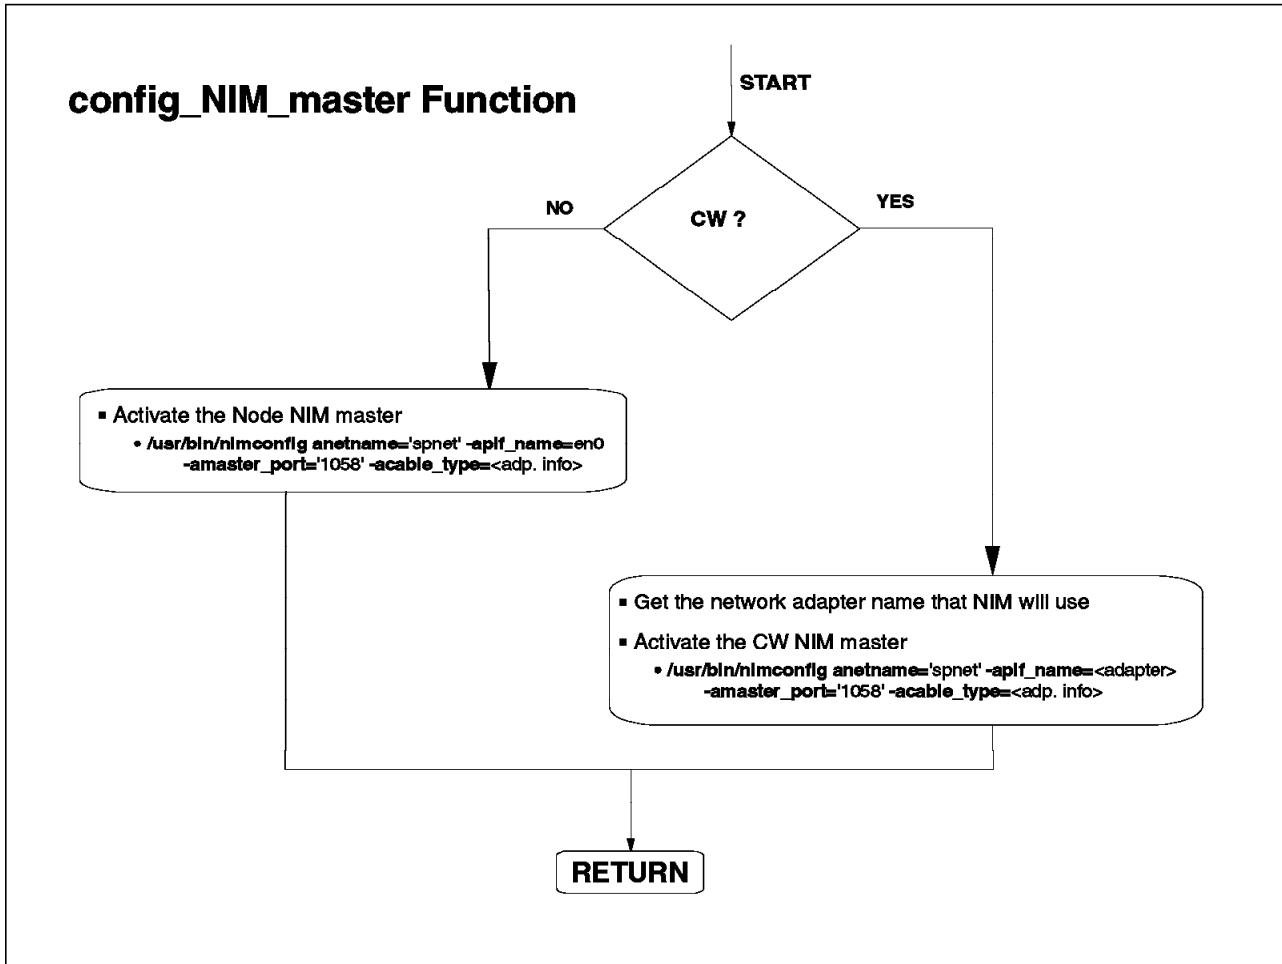 START
config_NIM_master Function
NO
YES
CW ?
▪ Activate the Node NIM master
• /usr/bin/nimconfig anetname='spnet' -apif_name=en0
-amaster_port='1058' -acable_type=<adp. info>
▪ Get the network adapter name that NIM will use
▪ Activate the CW NIM master
• /usr/bin/nimconfig anetname='spnet' -apif_name=<adapter>
-amaster_port='1058' -acable_type=<adp. info>
RETURN